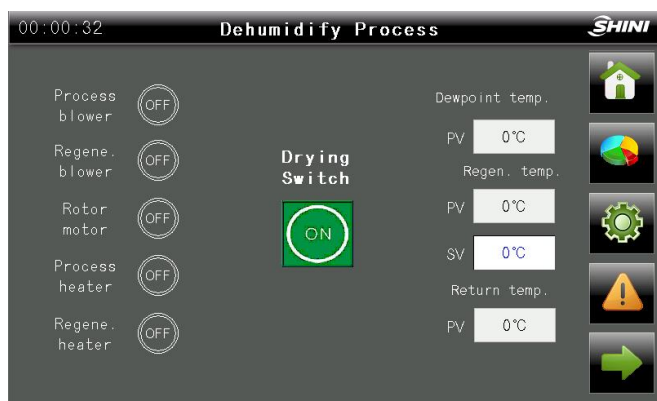 00:00:32
Dehumidify Process
SHINI
Process
blower
OFF
Regene.
blower
OFF
Rotor
motor
OFF
Process
heater
OFF
Regene.
heater
OFF
Drying
Switch
ON
Dewpoint temp.
PV 0°C
Regen. temp.
PV 0°C
SV 0°C
Return temp.
PV 0°C